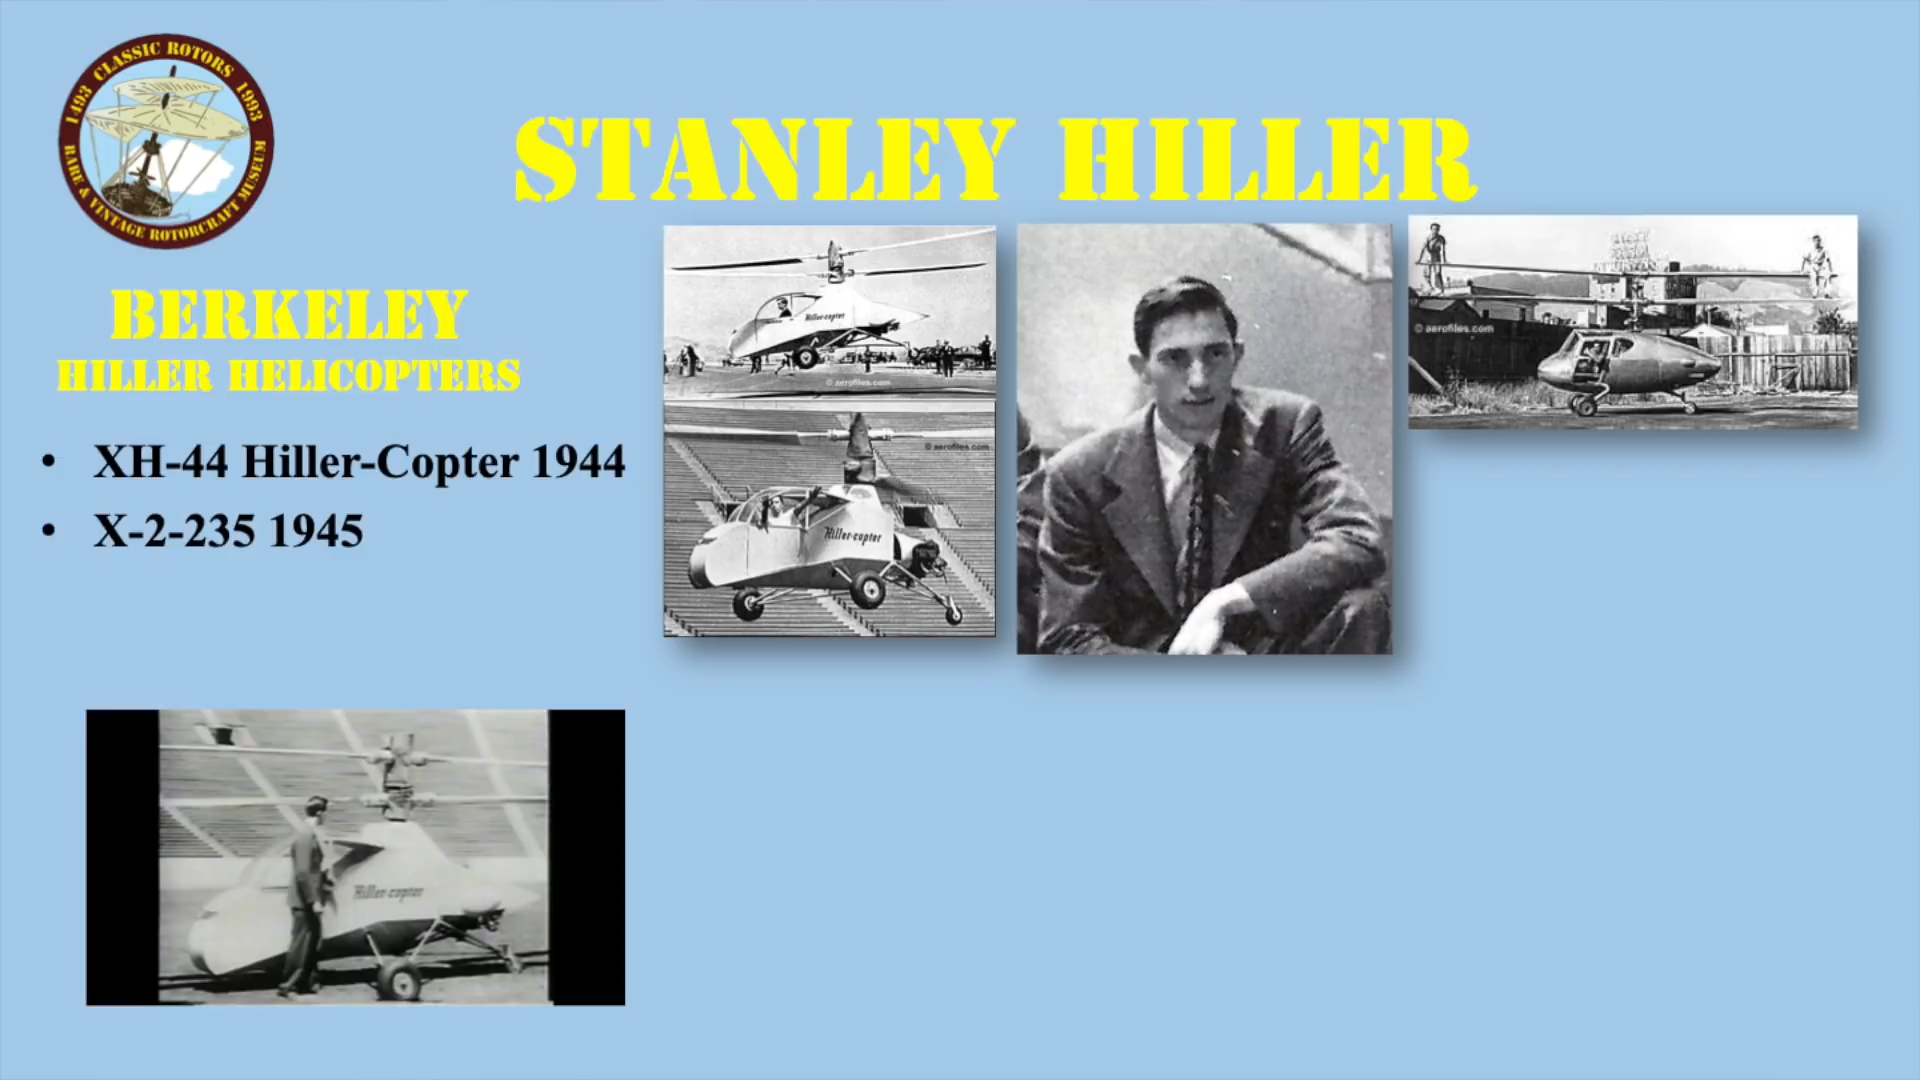 1493 CLASSIC ROTORS 1993
RARE & VINTAGE ROTORCRAFT MUSEUM
STANLEY HILLER
BERKELEY
HILLER HELICOPTERS
• XH-44 Hiller-Copter 1944
• X-2-235 1945
Hiller-copter
© aerofiles.com
© aerofiles.com
Hiller-copter
© aerofiles.com
Hiller-copter